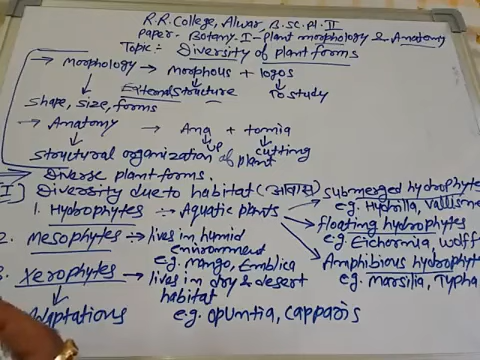 R.R. College, Alwar B.SC. Pt. II
Paper- Botany-I-Plant morphology & Anatomy
Topic:- Diversity of plant forms
→ Morphology → Morphous + logos
External structure To study
shape, size, forms
→ Anatomy → Ana + tomia
up cutting
structural organization of plant
Diverse plant forms.
(I) Diversity due to habitat (आवास)
1. Hydrophytes :- Aquatic plants
submerged hydrophyte
e.g. Hydrilla, Vallisne
floating hydrophytes
e.g. Eichornia, wolff
Amphibious hydrophyte
e.g. Marsilia, Typha
2. Mesophytes :- lives in humid
environment
e.g. mango, Emblica
3. Xerophytes → lives in dry & desert
habitat
Adaptations e.g. opuntia, capparis